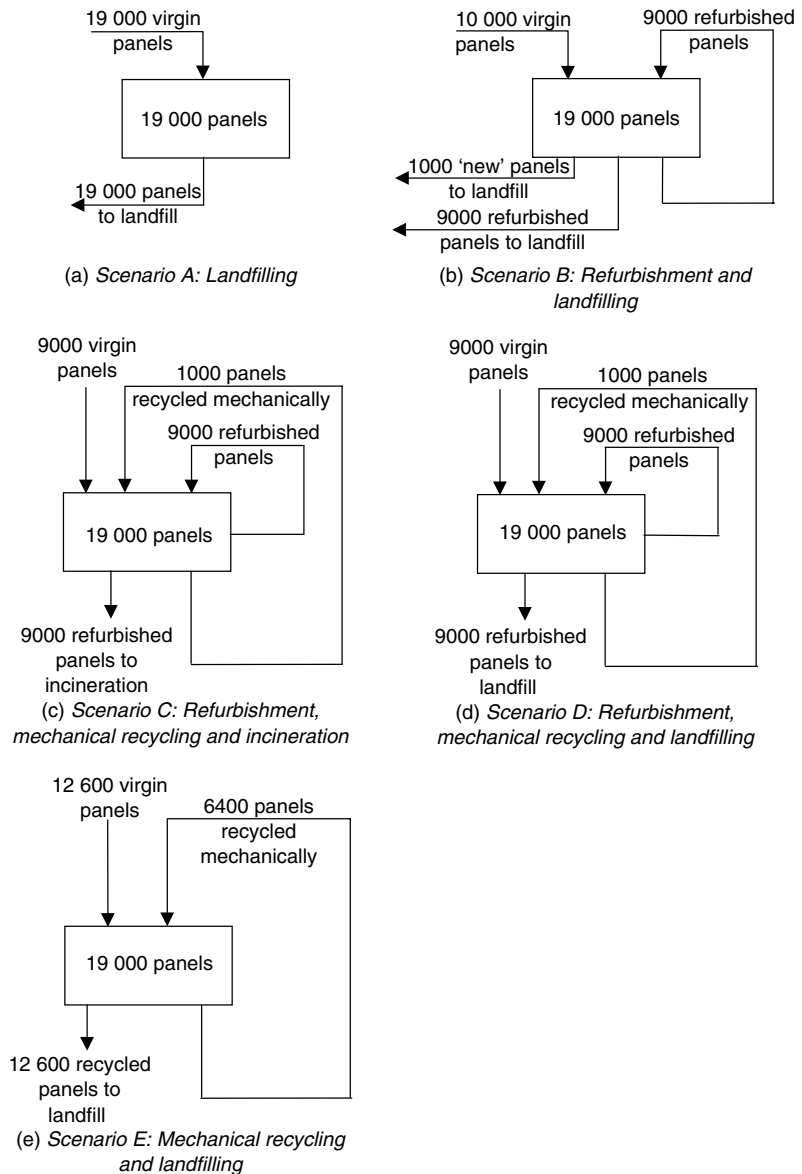 19 000 virgin
panels
19 000 panels
19 000 panels
to landfill
(a) Scenario A: Landfilling
10 000 virgin
panels
9000 refurbished
panels
19 000 panels
1000 ‘new’ panels
to landfill
9000 refurbished
panels to landfill
(b) Scenario B: Refurbishment and
landfilling
9000 virgin
panels
1000 panels
recycled mechanically
9000 refurbished
panels
19 000 panels
9000 refurbished
panels to
incineration
(c) Scenario C: Refurbishment,
mechanical recycling and incineration
9000 virgin
panels
1000 panels
recycled mechanically
9000 refurbished
panels
19 000 panels
9000 refurbished
panels to
landfill
(d) Scenario D: Refurbishment,
mechanical recycling and landfilling
12 600 virgin
panels
6400 panels
recycled
mechanically
19 000 panels
12 600 recycled
panels to
landfill
(e) Scenario E: Mechanical recycling
and landfilling